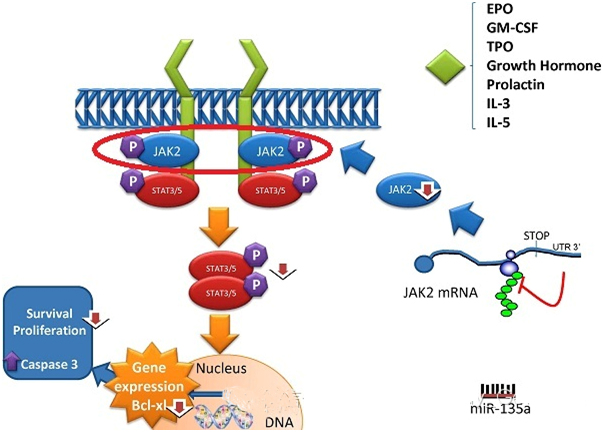 EPO
GM-CSF
TPO
Growth Hormone
Prolactin
IL-3
IL-5
P
JAK2
JAK2
P
P
STAT3/5
STAT3/5
P
JAK2
STOP
UTR 3'
JAK2 mRNA
P
STAT3/5
P
STAT3/5
Survival
Proliferation
Caspase 3
Gene
expression
Bcl-xl
Nucleus
DNA
miR-135a